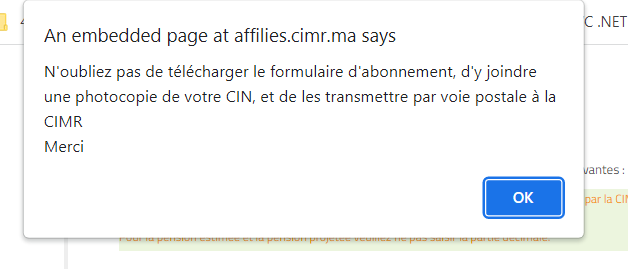 C .NET
An embedded page at affilies.cimr.ma says
N'oubliez pas de télécharger le formulaire d'abonnement, d'y joindre
une photocopie de votre CIN, et de les transmettre par voie postale à la
CIMR
Merci
vantes :
OK
par la CI
Pour la pension estimée et la pension projetée veuillez ne pas saisir la partie décimale.